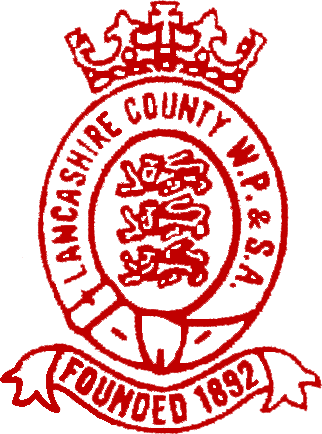 LANCASHIRE COUNTY W.P. & S.A.
FOUNDED 1892